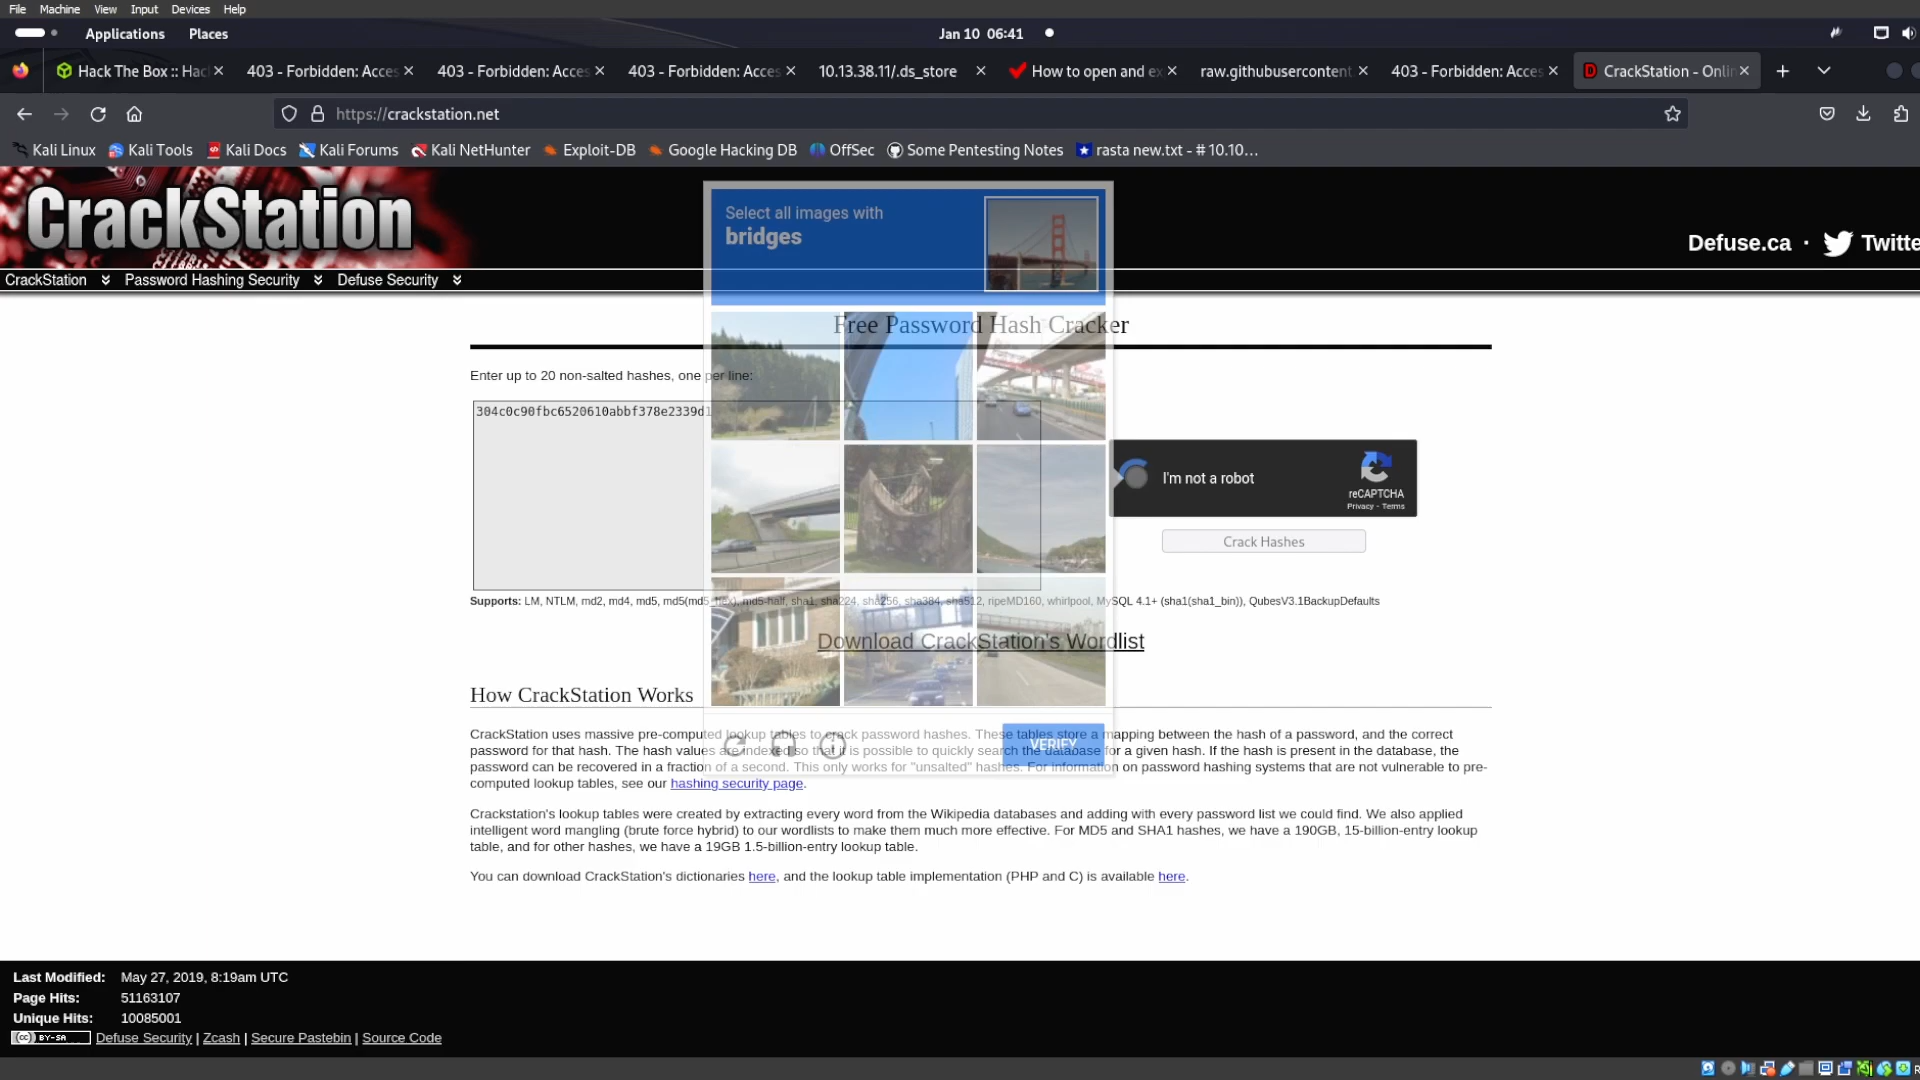 File Machine View Input Devices Help
Applications Places Jan 10 06:41
Hack The Box :: Hac 403 - Forbidden: Acces 403 - Forbidden: Acces 403 - Forbidden: Acces 10.13.38.11/.ds_store How to open and ex raw.githubusercontent 403 - Forbidden: Acces CrackStation - Onlin
https://crackstation.net
Kali Linux Kali Tools Kali Docs Kali Forums Kali NetHunter Exploit-DB Google Hacking DB OffSec Some Pentesting Notes rasta new.txt - # 10.10…
CrackStation
Defuse.ca · Twitte
CrackStation Password Hashing Security Defuse Security
Select all images with
bridges
Free Password Hash Cracker
Enter up to 20 non-salted hashes, one per line:
304c0c90fbc6520610abbf378e2339d1
I'm not a robot
reCAPTCHA
Privacy - Terms
Crack Hashes
Supports: LM, NTLM, md2, md4, md5, md5(md5_hex), md5-half, sha1, sha224, sha256, sha384, sha512, ripeMD160, whirlpool, MySQL 4.1+ (sha1(sha1_bin)), QubesV3.1BackupDefaults
Download CrackStation's Wordlist
How CrackStation Works
CrackStation uses massive pre-computed lookup tables to crack password hashes. These tables store a mapping between the hash of a password, and the correct
password for that hash. The hash values are indexed so that it is possible to quickly search the database for a given hash. If the hash is present in the database, the
password can be recovered in a fraction of a second. This only works for "unsalted" hashes. For information on password hashing systems that are not vulnerable to pre-
computed lookup tables, see our hashing security page.
VERIFY
Crackstation's lookup tables were created by extracting every word from the Wikipedia databases and adding with every password list we could find. We also applied
intelligent word mangling (brute force hybrid) to our wordlists to make them much more effective. For MD5 and SHA1 hashes, we have a 190GB, 15-billion-entry lookup
table, and for other hashes, we have a 19GB 1.5-billion-entry lookup table.
You can download CrackStation's dictionaries here, and the lookup table implementation (PHP and C) is available here.
Last Modified: May 27, 2019, 8:19am UTC
Page Hits: 51163107
Unique Hits: 10085001
(cc) BY-SA Defuse Security | Zcash | Secure Pastebin | Source Code